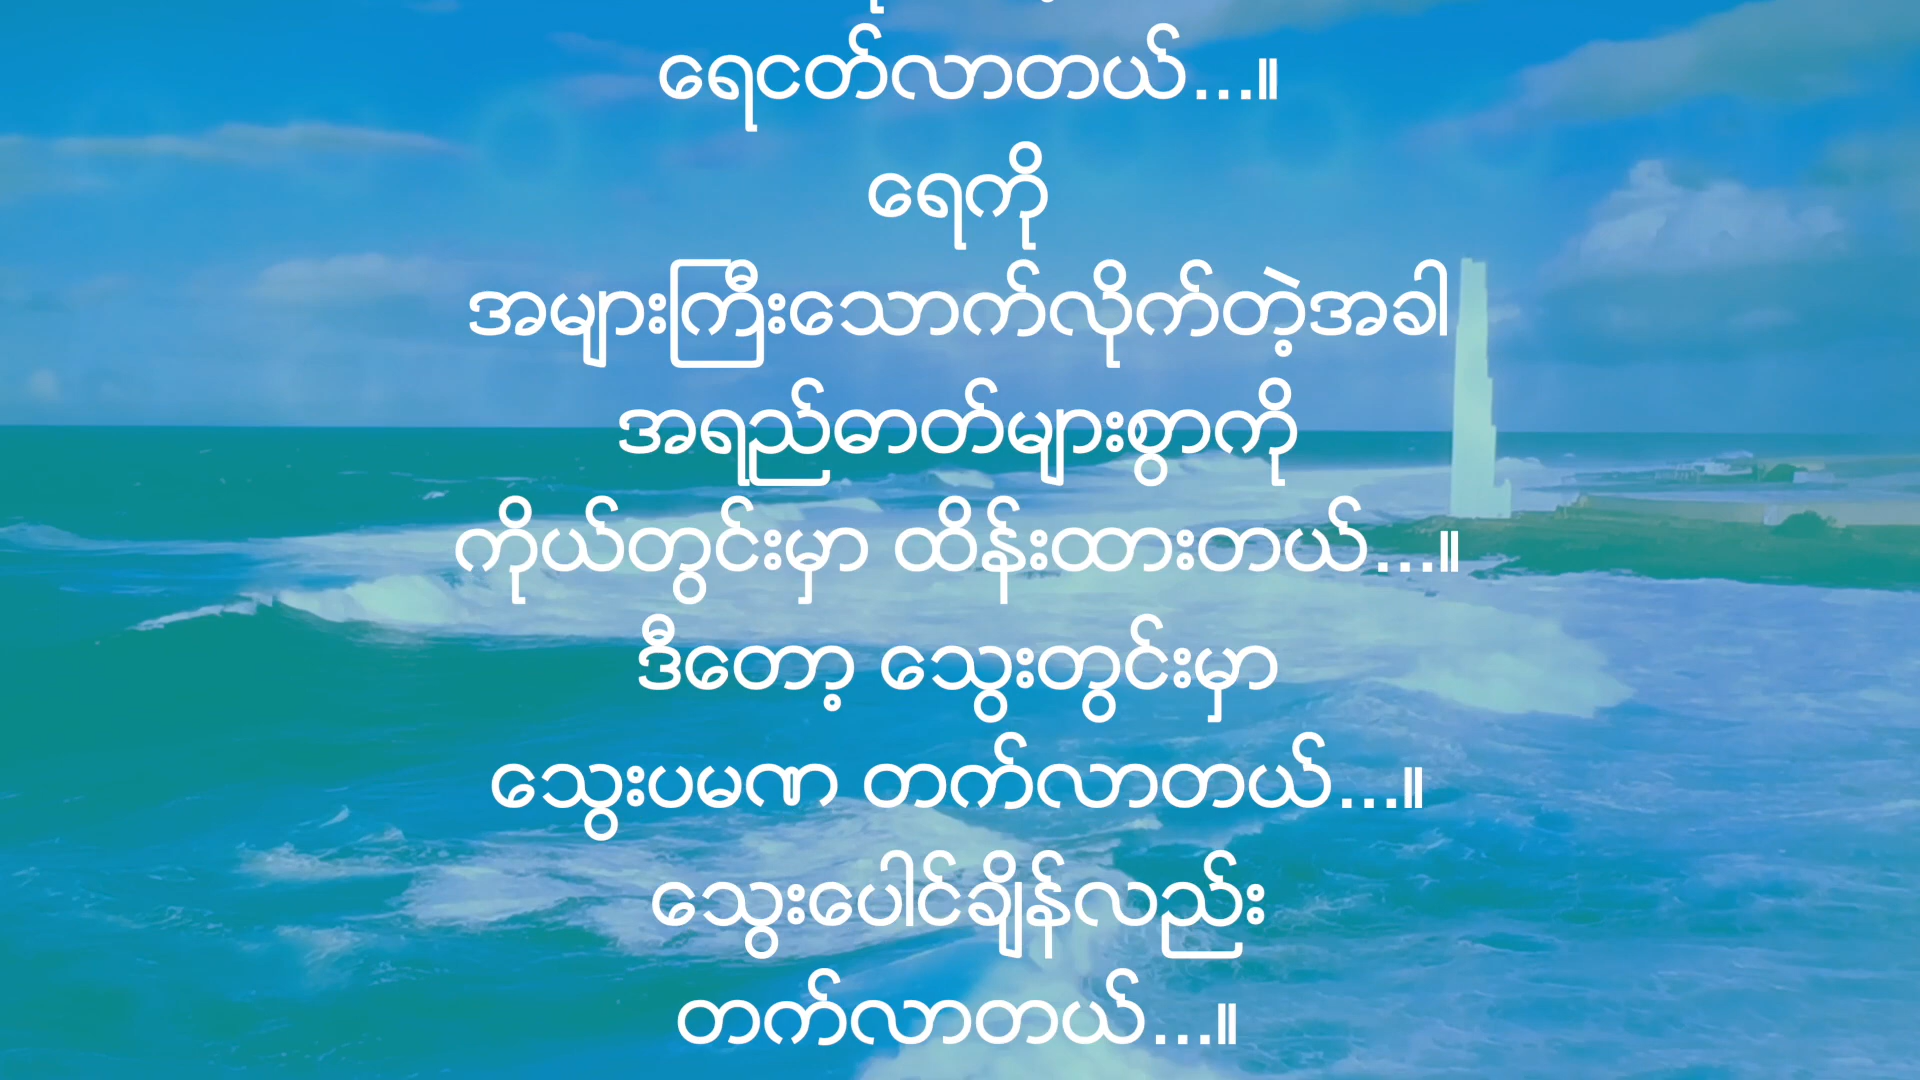 ရေငတ်လာတယ်...။
ရေကို
အများကြီးသောက်လိုက်တဲ့အခါ
အရည်ဓာတ်များစွာကို
ကိုယ်တွင်းမှာ ထိန်းထားတယ်...။
ဒီတော့ သွေးတွင်းမှာ
သွေးပမဏ တက်လာတယ်...။
သွေးပေါင်ချိန်လည်း
တက်လာတယ်...။